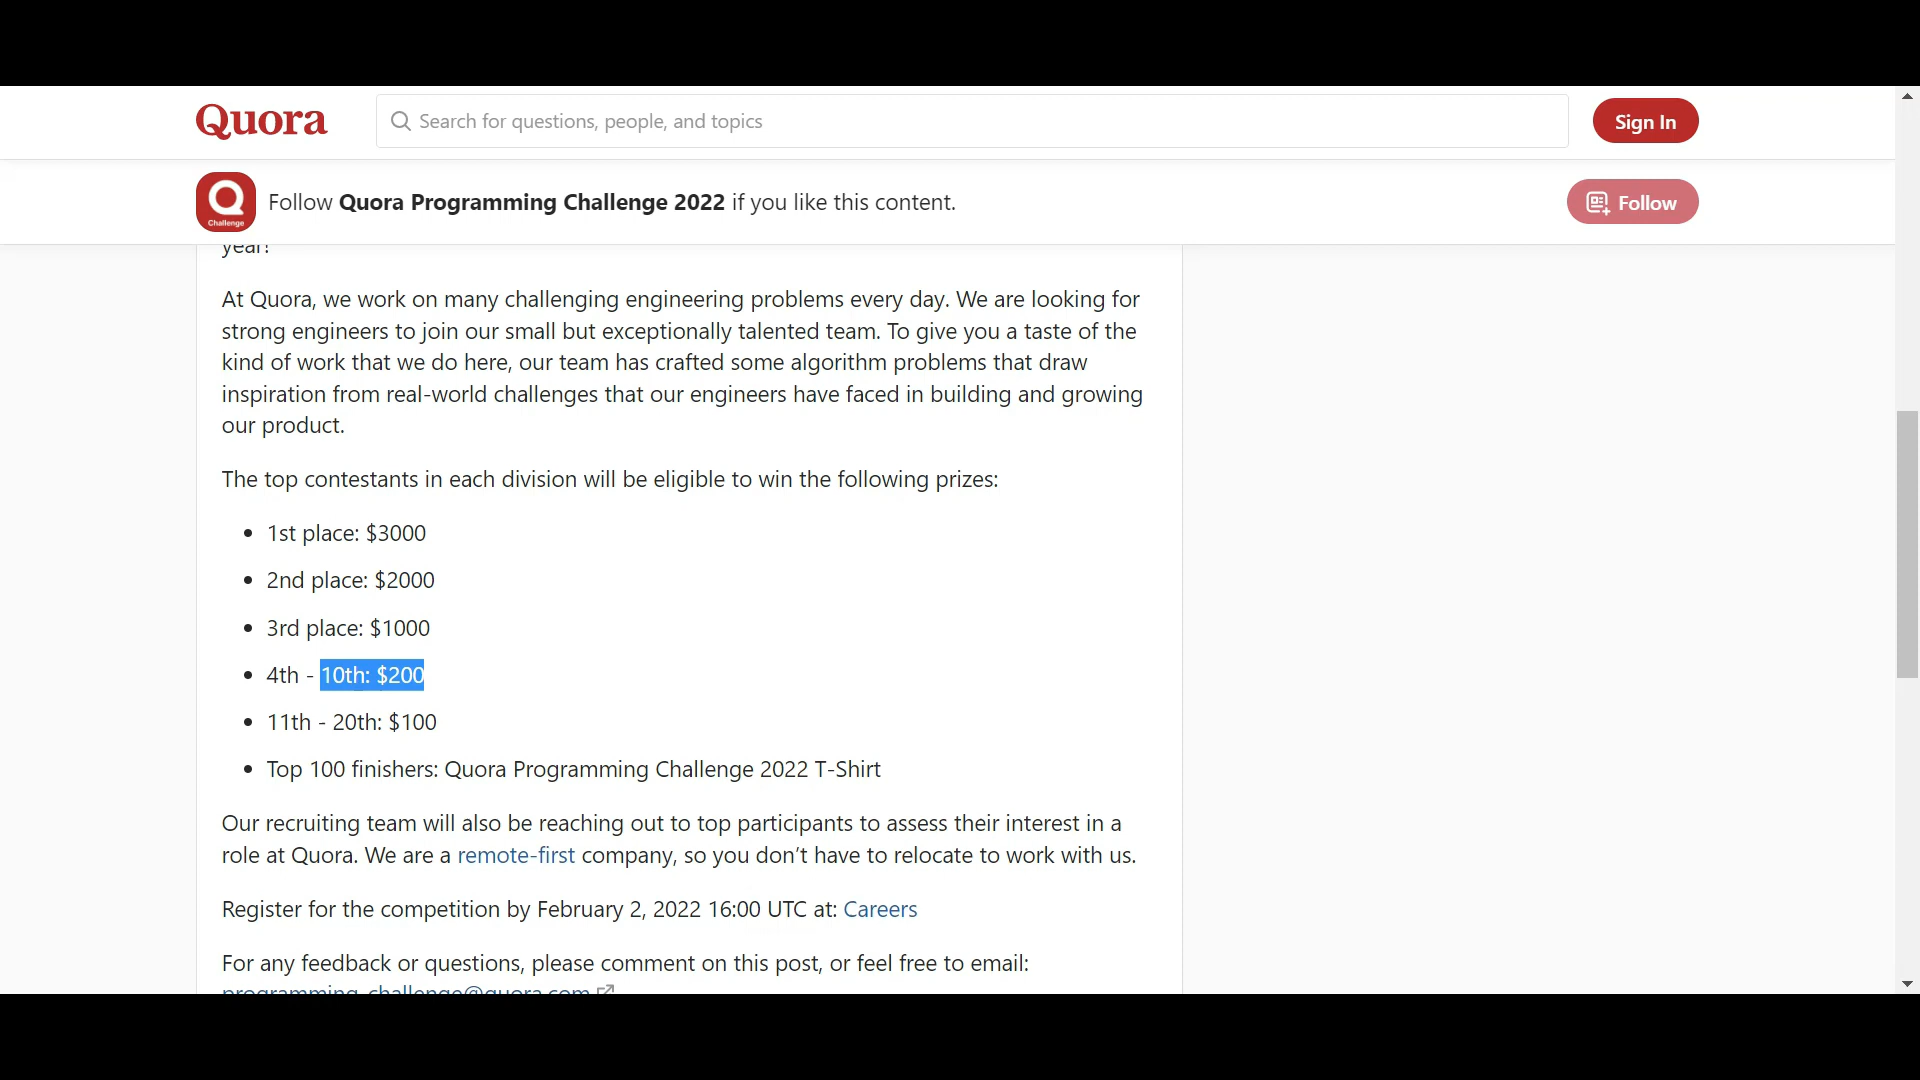 Quora
Search for questions, people, and topics
Sign In
Challenge
Follow Quora Programming Challenge 2022 if you like this content.
Follow
year!
At Quora, we work on many challenging engineering problems every day. We are looking for
strong engineers to join our small but exceptionally talented team. To give you a taste of the
kind of work that we do here, our team has crafted some algorithm problems that draw
inspiration from real-world challenges that our engineers have faced in building and growing
our product.
The top contestants in each division will be eligible to win the following prizes:
• 1st place: $3000
• 2nd place: $2000
• 3rd place: $1000
• 4th - 10th: $200
• 11th - 20th: $100
• Top 100 finishers: Quora Programming Challenge 2022 T-Shirt
Our recruiting team will also be reaching out to top participants to assess their interest in a
role at Quora. We are a remote-first company, so you don’t have to relocate to work with us.
Register for the competition by February 2, 2022 16:00 UTC at: Careers
For any feedback or questions, please comment on this post, or feel free to email:
programming-challenge@quora.com